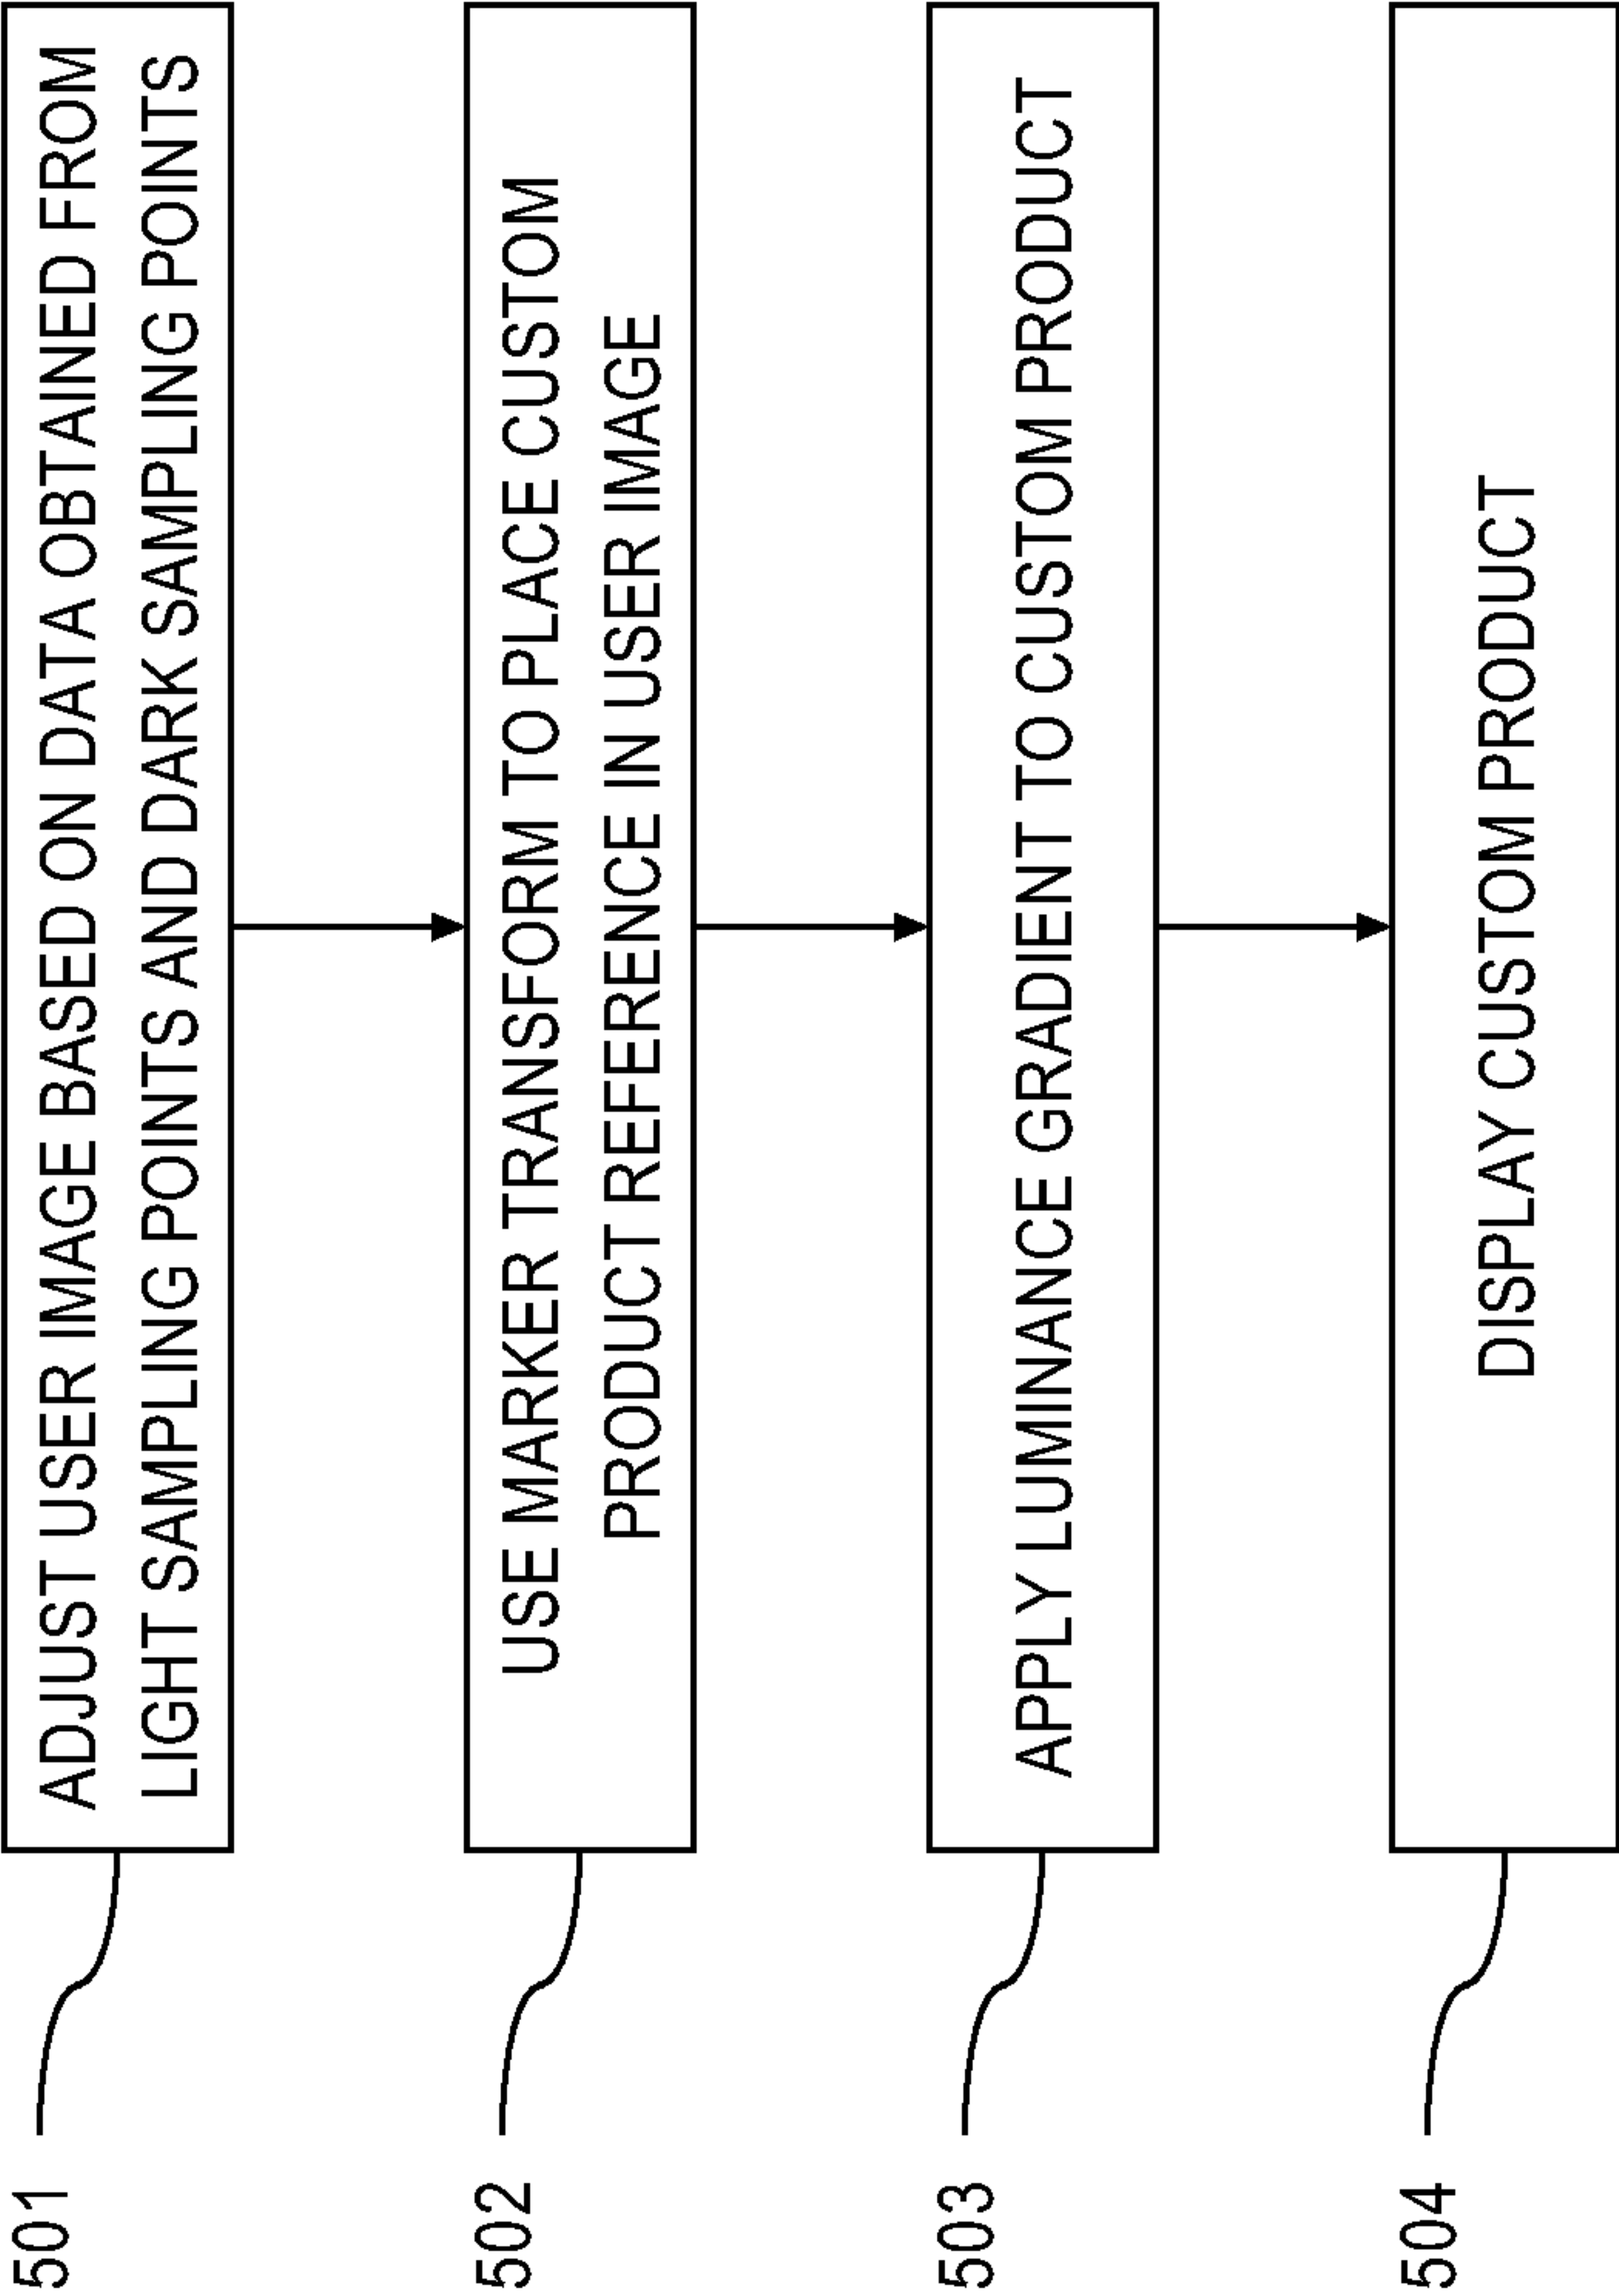 501
ADJUST USER IMAGE BASED ON DATA OBTAINED FROM
LIGHT SAMPLING POINTS AND DARK SAMPLING POINTS
502
USE MARKER TRANSFORM TO PLACE CUSTOM
PRODUCT REFERENCE IN USER IMAGE
503
APPLY LUMINANCE GRADIENT TO CUSTOM PRODUCT
504
DISPLAY CUSTOM PRODUCT